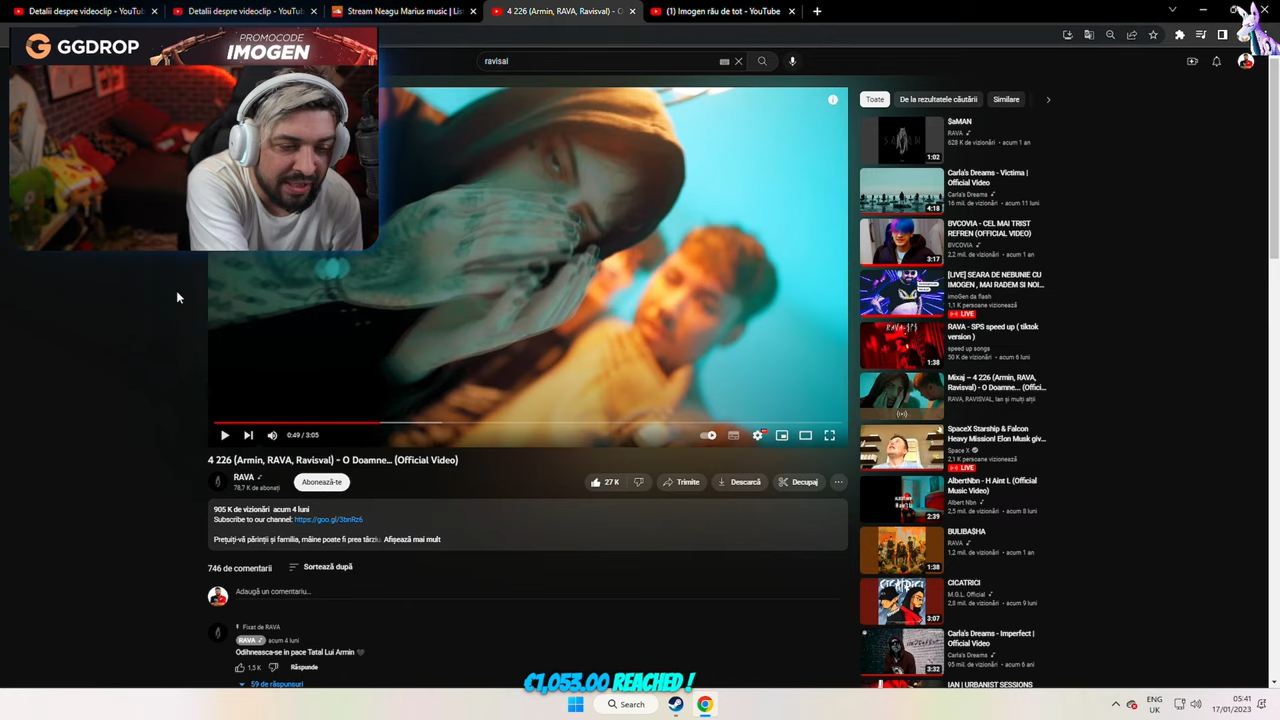 Detalii despre videoclip - YouTub
Detalii despre videoclip - YouTub
Stream Neagu Marius music | Lis
4 226 (Armin, RAVA, Ravisval) - O
(1) Imogen rău de tot - YouTube
GGDROP
PROMOCODE
IMOGEN
ravisal
Toate
De la rezultatele căutării
Similare
$aMAN
RAVA
628 K de vizionări • acum 1 an
1:02
Carla's Dreams - Victima |
Official Video
Carla's Dreams
16 mil. de vizionări • acum 11 luni
4:18
BVCOVIA - CEL MAI TRIST
REFREN (OFFICIAL VIDEO)
BVCOVIA
2,2 mil. de vizionări • acum 1 an
3:17
[LIVE] SEARA DE NEBUNIE CU
IMOGEN , MAI RADEM SI NOI...
imoGen da flash
1,1 K persoane vizionează
LIVE
RAVA - SPS speed up ( tiktok
version )
speed up songs
50 K de vizionări • acum 6 luni
1:38
Mixaj – 4 226 (Armin, RAVA,
Ravisval) - O Doamne... (Offici...
RAVA, RAVISVAL, Ian și mulți alții
SpaceX Starship & Falcon
Heavy Mission! Elon Musk giv...
Space X
2,1 K persoane vizionează
LIVE
AlbertNbn - H Aint L (Official
Music Video)
Albert Nbn
2,5 mil. de vizionări • acum 8 luni
2:39
BULIBA$HA
RAVA
1,2 mil. de vizionări • acum 1 an
1:38
CICATRICI
M.G.L. Official
2,8 mil. de vizionări • acum 9 luni
3:07
Carla's Dreams - Imperfect |
Official Video
Carla's Dreams
95 mil. de vizionări • acum 6 ani
3:32
IAN | URBANIST SESSIONS
0:49 / 3:05
4 226 (Armin, RAVA, Ravisval) - O Doamne... (Official Video)
RAVA
78,7 K de abonați
Abonează-te
27 K
Trimite
Descarcă
Decupaj
905 K de vizionări acum 4 luni
Subscribe to our channel: https://goo.gl/3bnRz6
Prețuiți-vă părinții și familia, mâine poate fi prea târziu. Afișează mai mult
746 de comentarii
Sortează după
Adaugă un comentariu...
Fixat de RAVA
RAVA
acum 4 luni
Odihneasca-se in pace Tatal Lui Armin
1,3 K
Răspunde
59 de răspunsuri
€1,053.00 REACHED !
Search
ENG
UK
05:41
17/01/2023